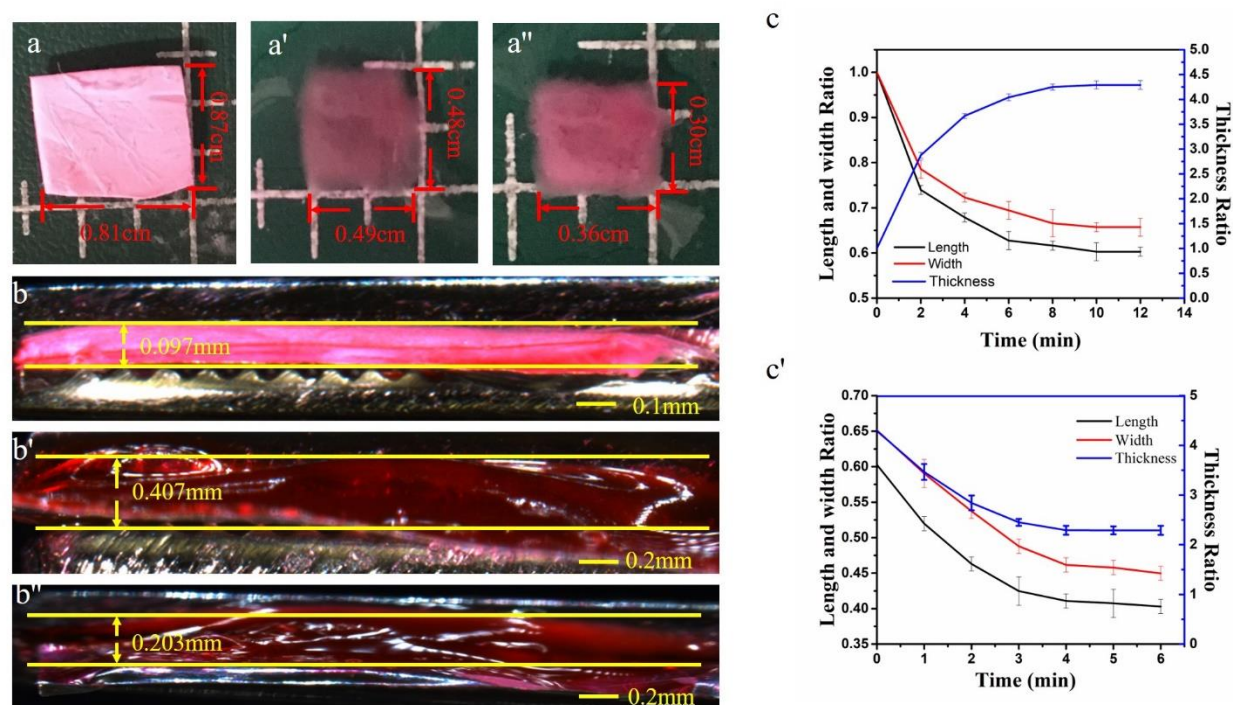 a
0.87cm
0.81cm
a'
0.48cm
0.49cm
a"
0.30cm
0.36cm
b
0.097mm
0.1mm
b'
0.407mm
0.2mm
b"
0.203mm
0.2mm
c
Length and width Ratio
1.0
0.9
0.8
0.7
0.6
0.5
Length
Width
Thickness
0 2 4 6 8 10 12 14
Time (min)
5.0
4.5
4.0
3.5
3.0
2.5
2.0
1.5
1.0
0.5
0.0
Thickness Ratio
c'
Length and width Ratio
0.70
0.65
0.60
0.55
0.50
0.45
0.40
0.35
Length
Width
Thickness
0 1 2 3 4 5 6
Time (min)
5
4
3
2
1
0
Thickness Ratio